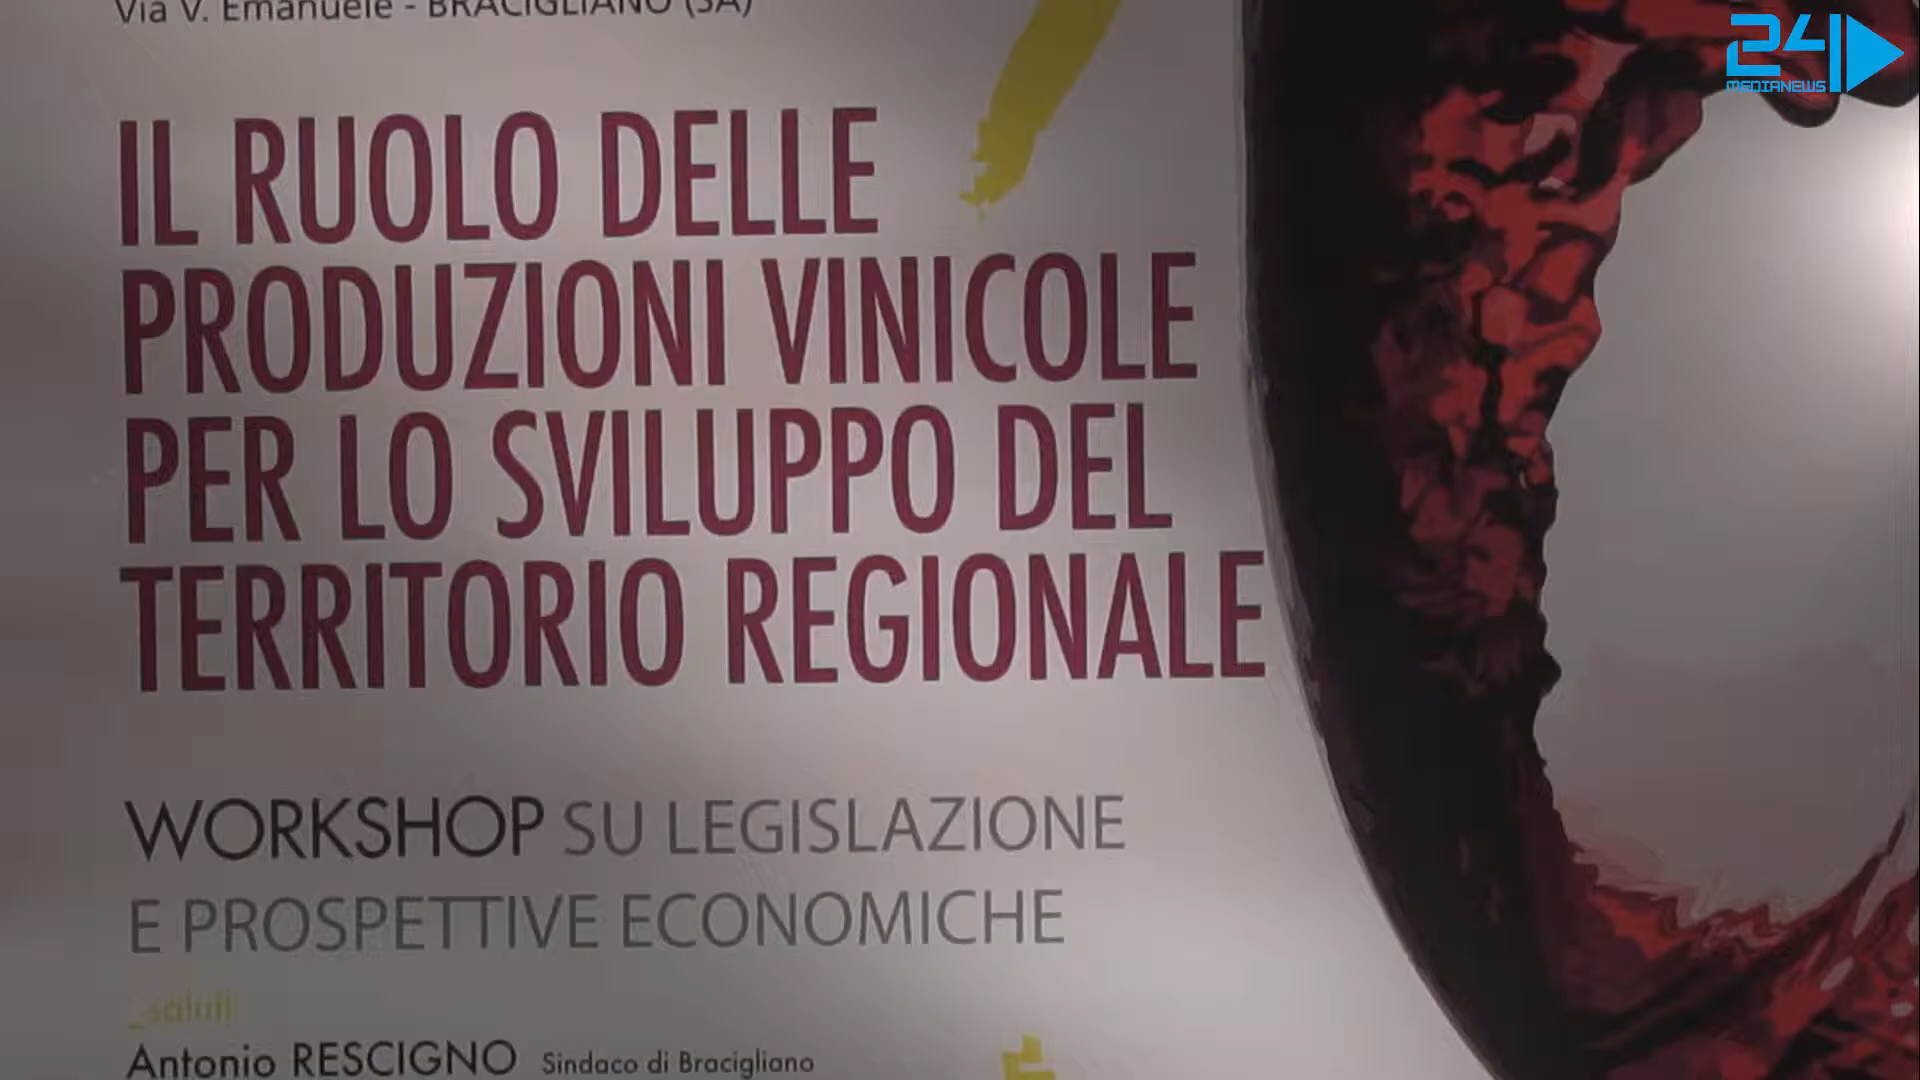 Via V. Emanuele - BRACIGLIANO (SA)
24
MEDIANEWS
IL RUOLO DELLE
PRODUZIONI VINICOLE
PER LO SVILUPPO DEL
TERRITORIO REGIONALE
WORKSHOP SU LEGISLAZIONE
E PROSPETTIVE ECONOMICHE
_saluti
Antonio RESCIGNO Sindaco di Bracigliano